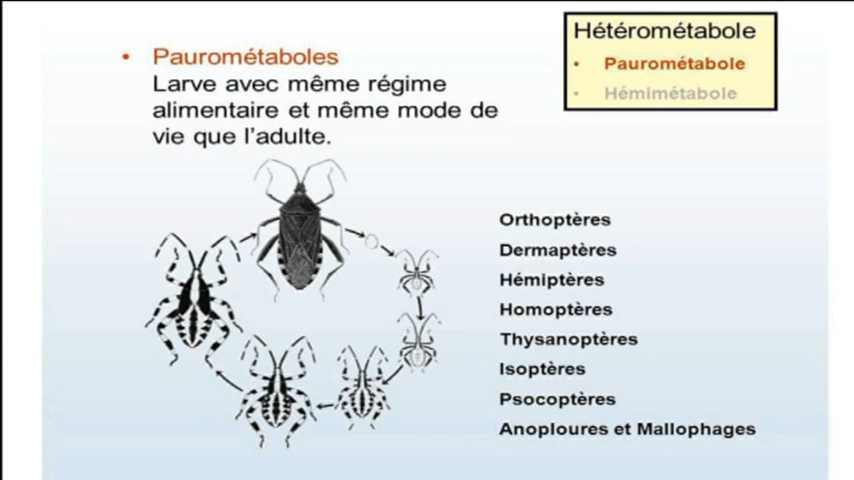 Hétérométabole
• Paurométabole
• Hémimétabole
• Paurométaboles
Larve avec même régime
alimentaire et même mode de
vie que l'adulte.
Orthoptères
Dermaptères
Hémiptères
Homoptères
Thysanoptères
Isoptères
Psocoptères
Anoploures et Mallophages